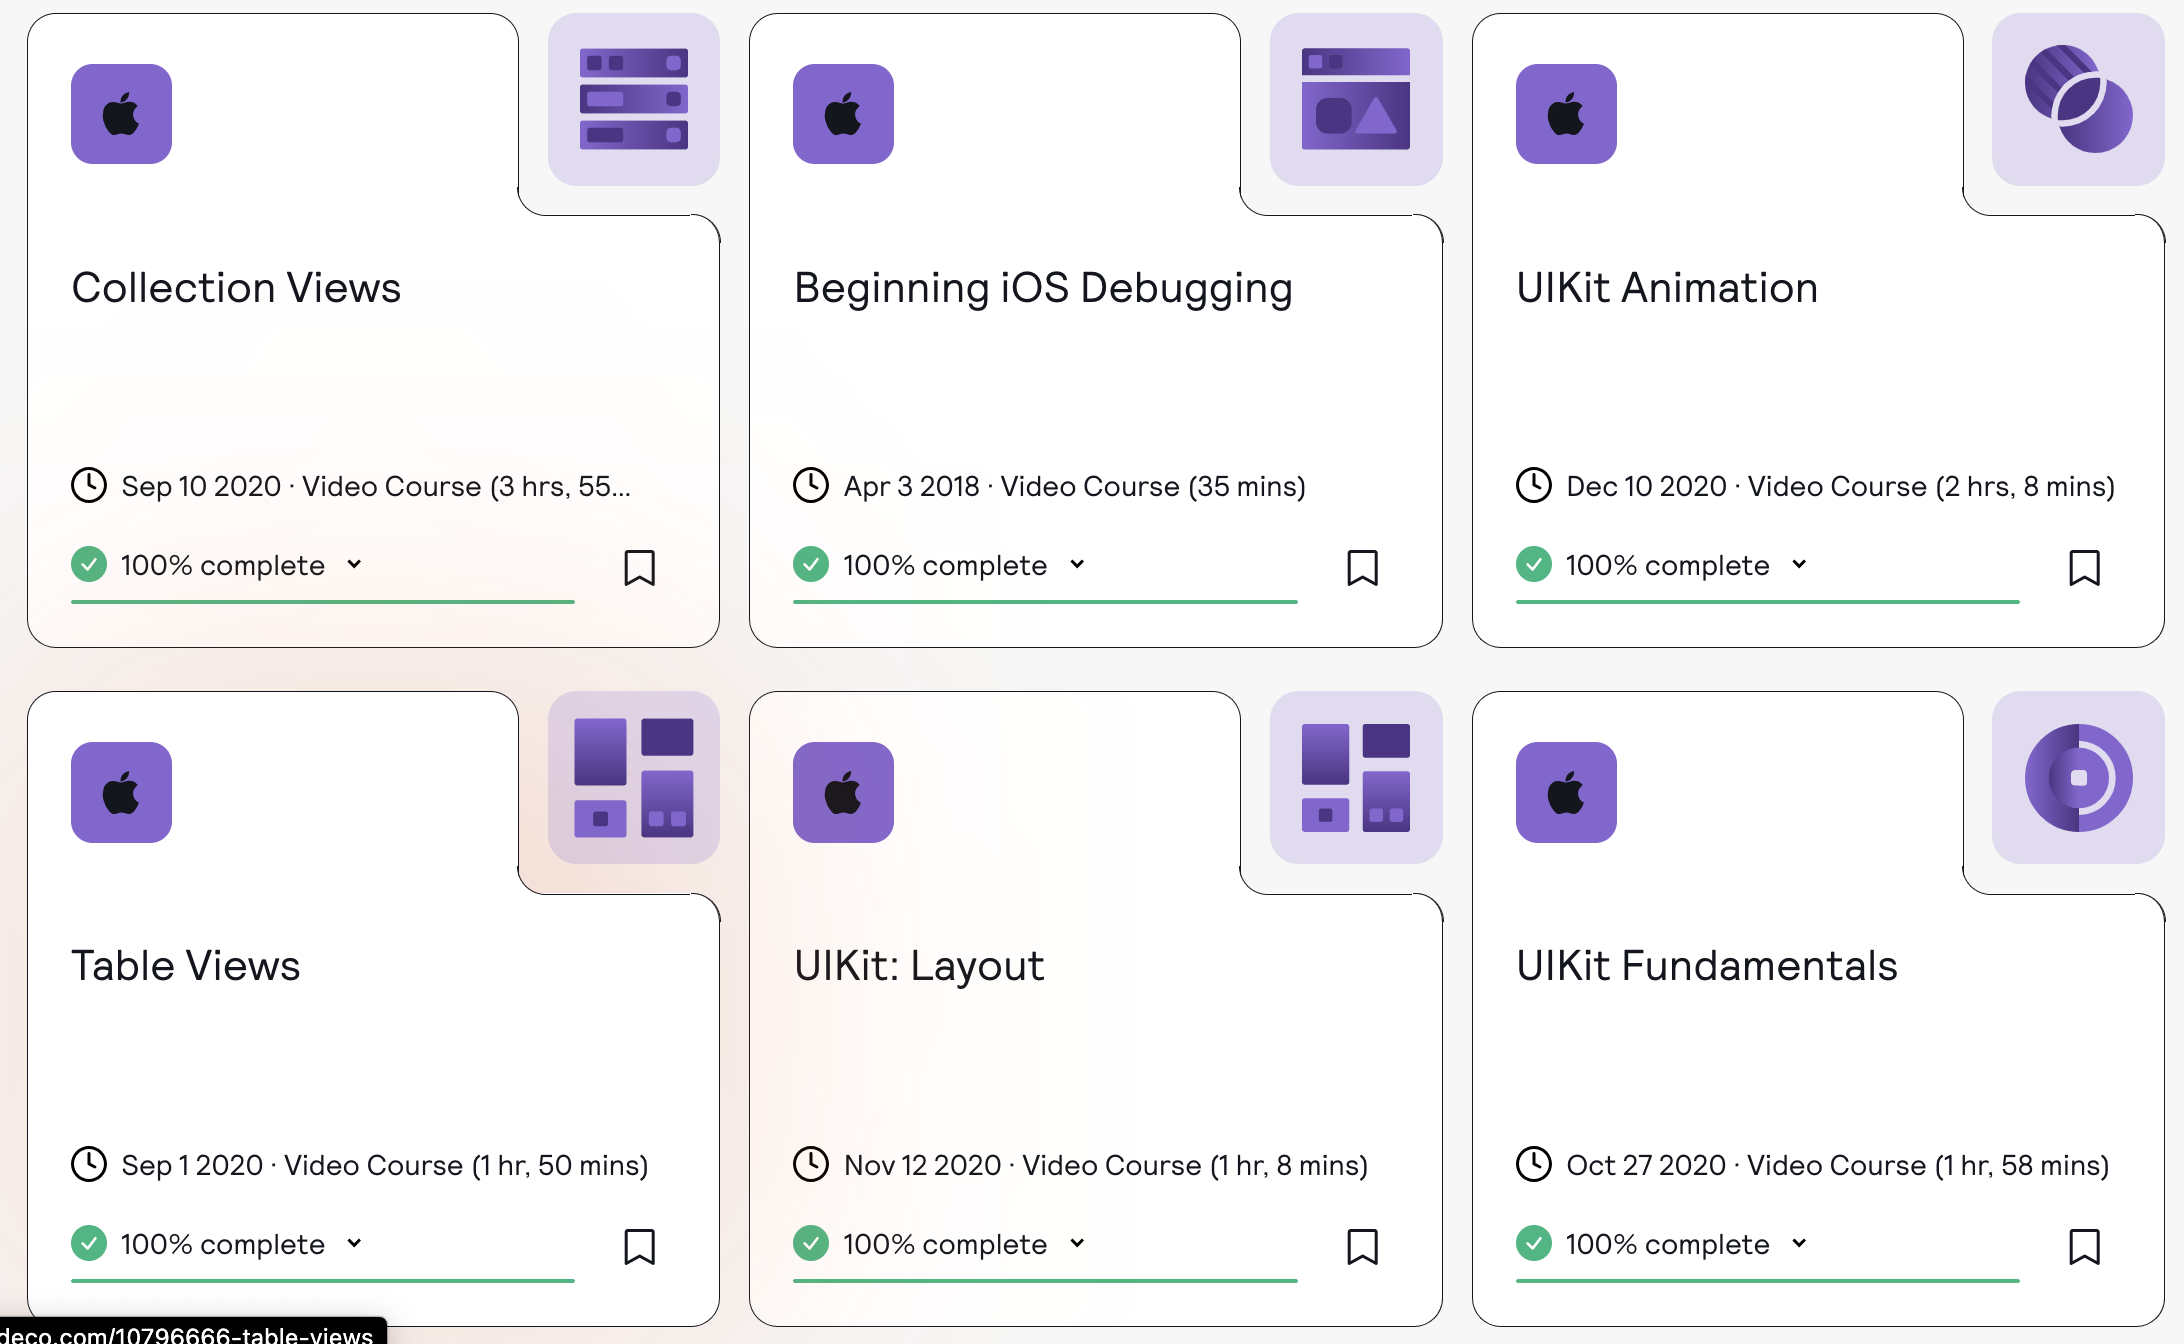 Collection Views
Sep 10 2020 · Video Course (3 hrs, 55...
100% complete
Beginning iOS Debugging
Apr 3 2018 · Video Course (35 mins)
100% complete
UIKit Animation
Dec 10 2020 · Video Course (2 hrs, 8 mins)
100% complete
Table Views
Sep 1 2020 · Video Course (1 hr, 50 mins)
100% complete
UIKit: Layout
Nov 12 2020 · Video Course (1 hr, 8 mins)
100% complete
UIKit Fundamentals
Oct 27 2020 · Video Course (1 hr, 58 mins)
100% complete
deco.com/10796666-table-views